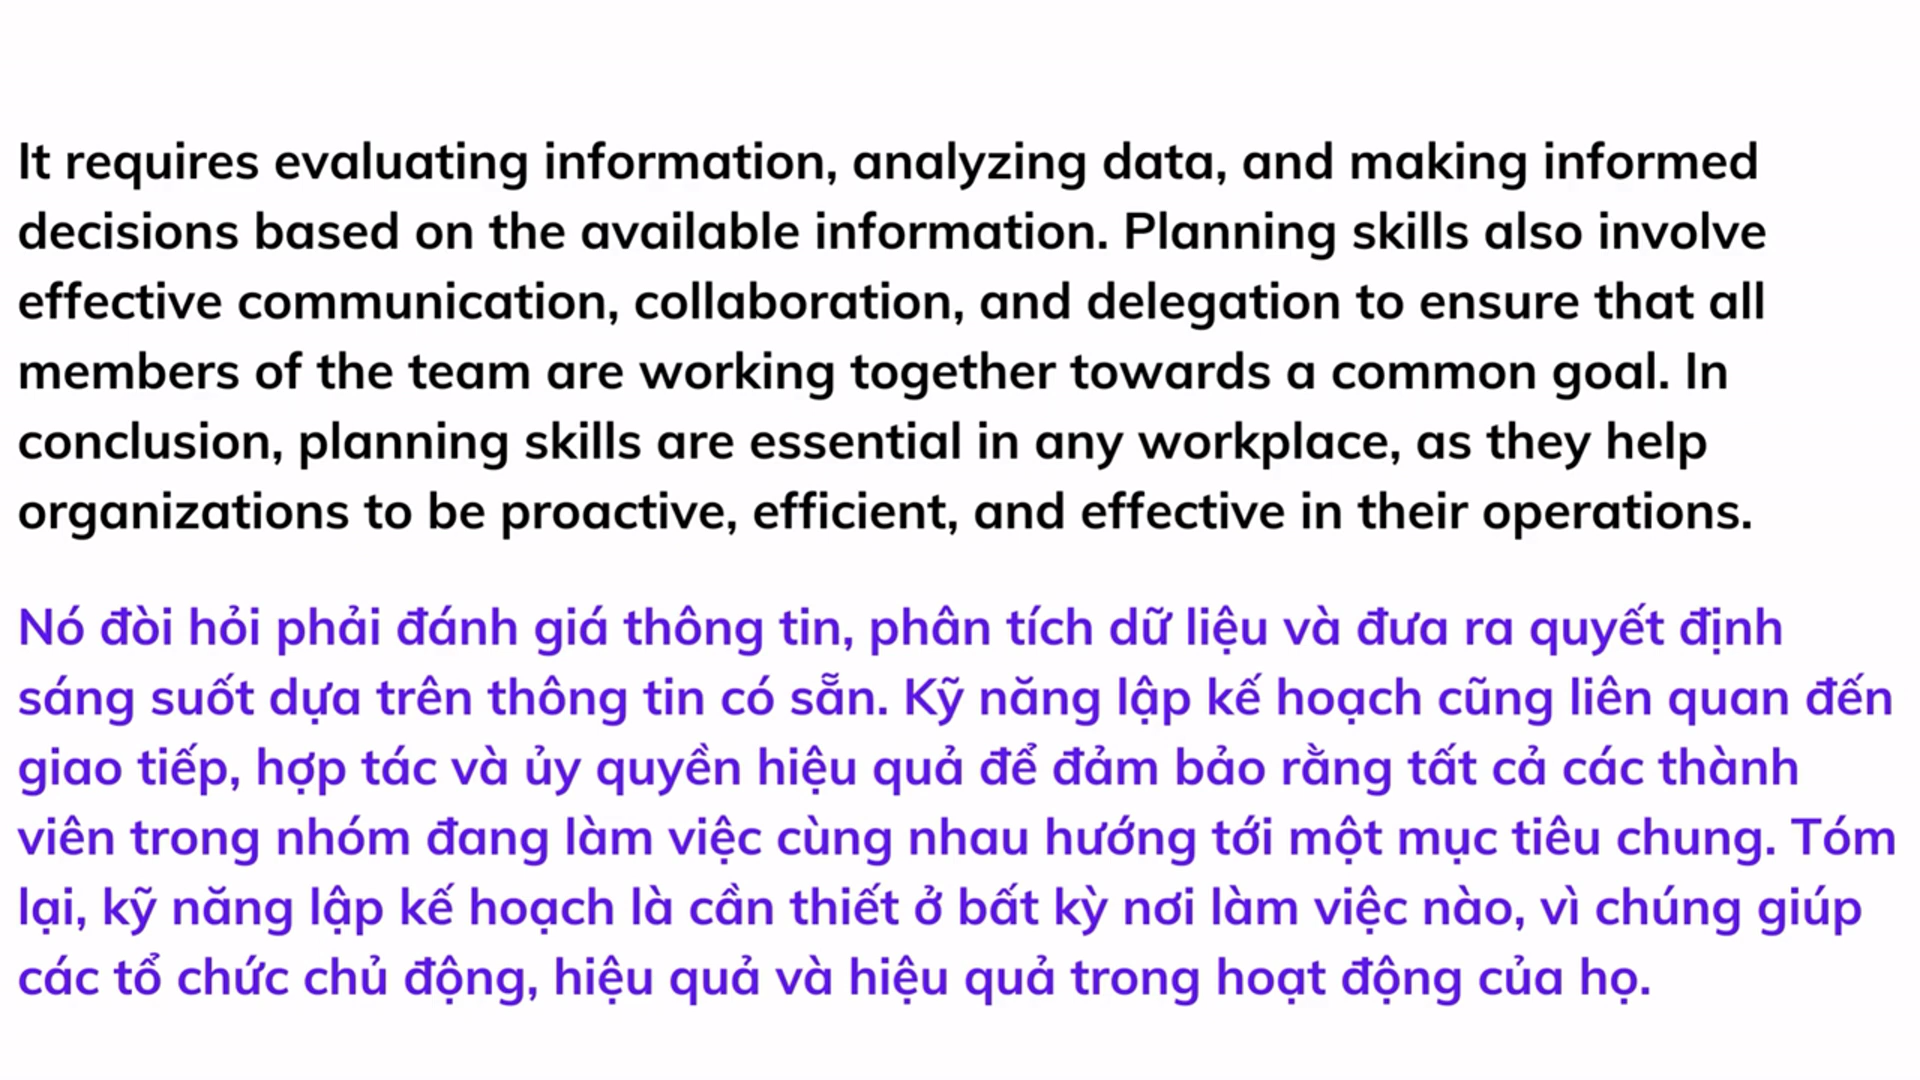 It requires evaluating information, analyzing data, and making informed
decisions based on the available information. Planning skills also involve
effective communication, collaboration, and delegation to ensure that all
members of the team are working together towards a common goal. In
conclusion, planning skills are essential in any workplace, as they help
organizations to be proactive, efficient, and effective in their operations.
Nó đòi hỏi phải đánh giá thông tin, phân tích dữ liệu và đưa ra quyết định
sáng suốt dựa trên thông tin có sẵn. Kỹ năng lập kế hoạch cũng liên quan đến
giao tiếp, hợp tác và ủy quyền hiệu quả để đảm bảo rằng tất cả các thành
viên trong nhóm đang làm việc cùng nhau hướng tới một mục tiêu chung. Tóm
lại, kỹ năng lập kế hoạch là cần thiết ở bất kỳ nơi làm việc nào, vì chúng giúp
các tổ chức chủ động, hiệu quả và hiệu quả trong hoạt động của họ.